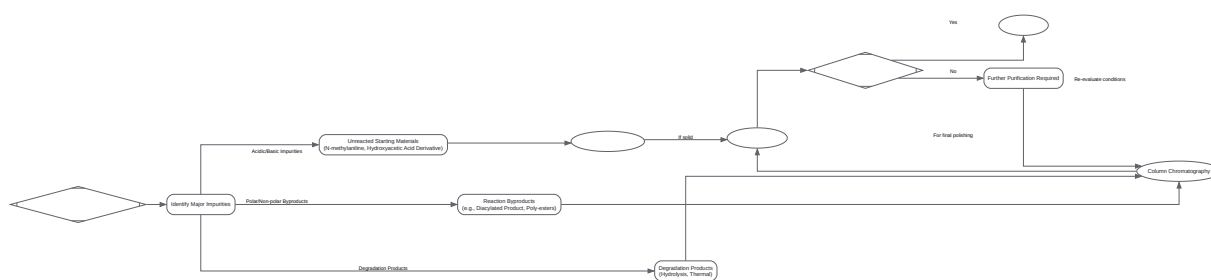 Yes
No
Further Purification Required
Re-evaluate conditions
For final polishing
If solid
Unreacted Starting Materials
(N-methylaniline, Hydroxyacetic Acid Derivative)
Acidic/Basic Impurities
Column Chromatography
Identify Major Impurities
Polar/Non-polar Byproducts
Reaction Byproducts
(e.g., Diacylated Product, Poly-esters)
Degradation Products
Degradation Products
(Hydrolysis, Thermal)